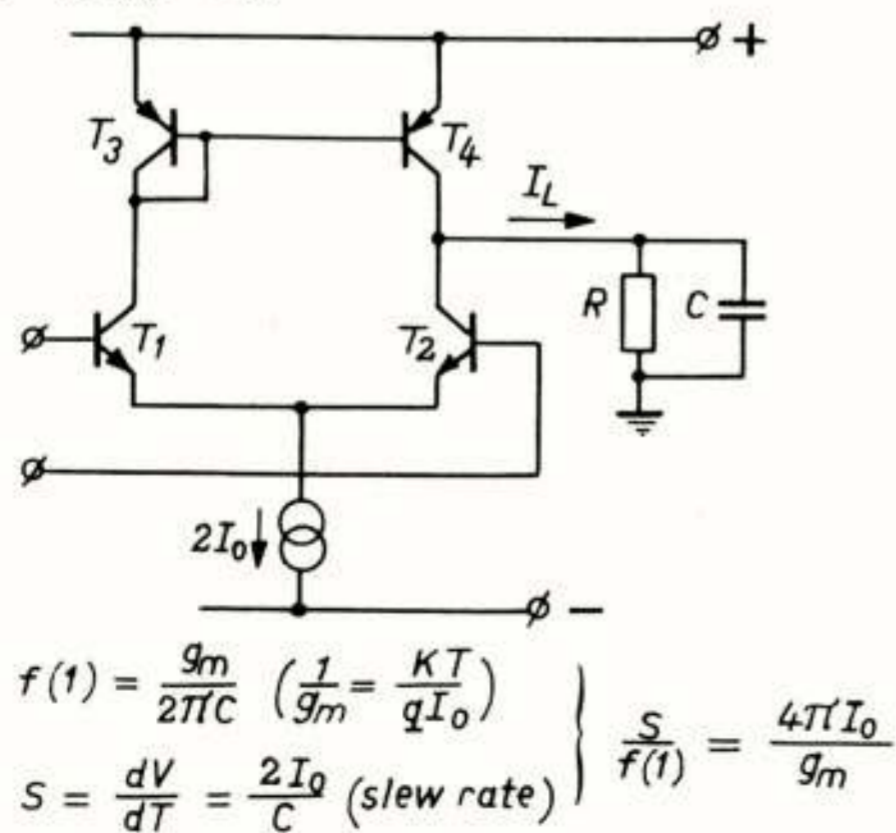 +
T3
T4
IL
R
C
T1
T2
2I0
−
f(1) = gm/2πC (1/gm = KT/qI0)
S = dV/dT = 2I0/C (slew rate)
S/f(1) = 4πI0/gm